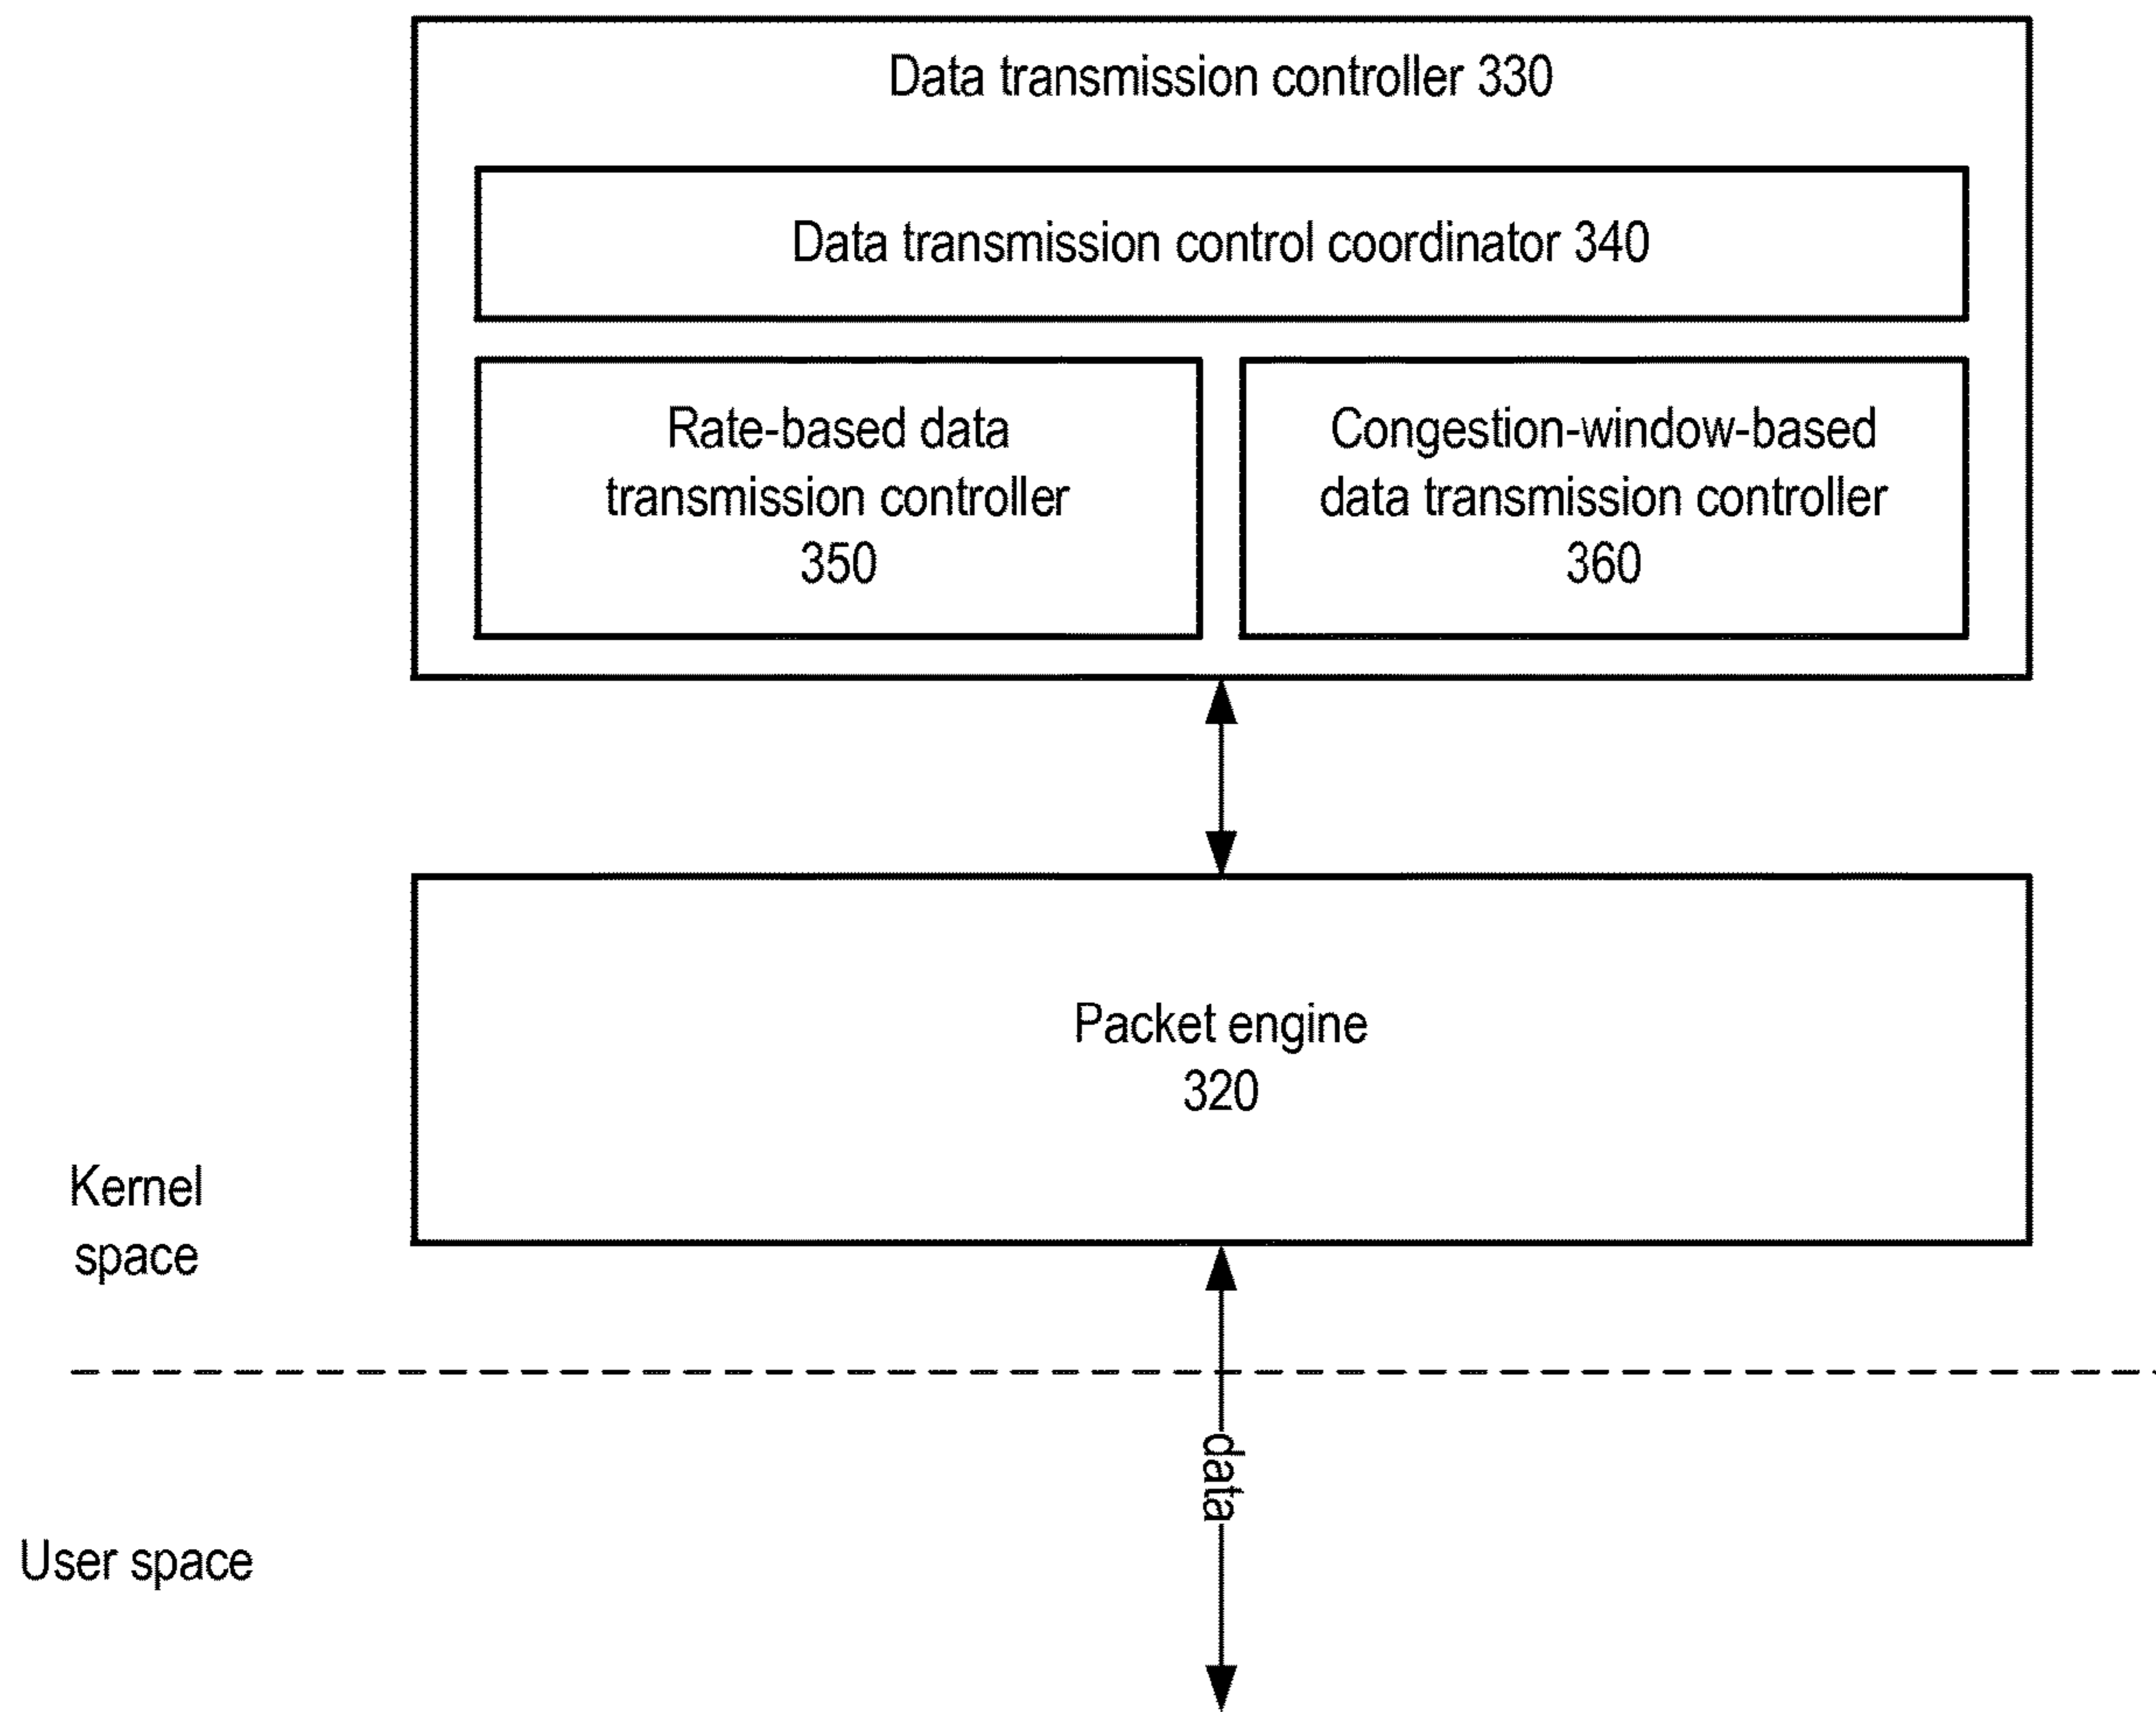 Data transmission controller 330
Data transmission control coordinator 340
Rate-based data
transmission controller
350
Congestion-window-based
data transmission controller
360
Packet engine
320
Kernel
space
data
User space